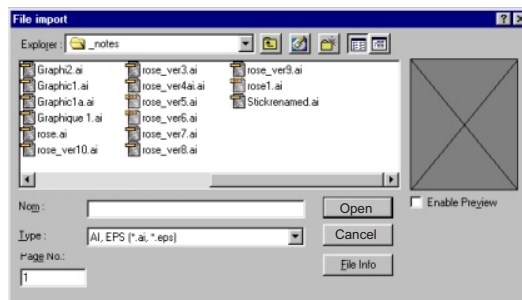 File import
Explorer : _notes
Graphi2.ai rose_ver3.ai rose_ver9.ai
Graphic1.ai rose_ver4ai.ai rose1.ai
Graphic1a.ai rose_ver5.ai Stickrenamed.ai
Graphique 1.ai rose_ver6.ai
rose.ai rose_ver7.ai
rose_ver10.ai rose_ver8.ai
Nom : Open Enable Preview
Type : AI, EPS (*.ai, *.eps) Cancel
Page No.: File Info
1